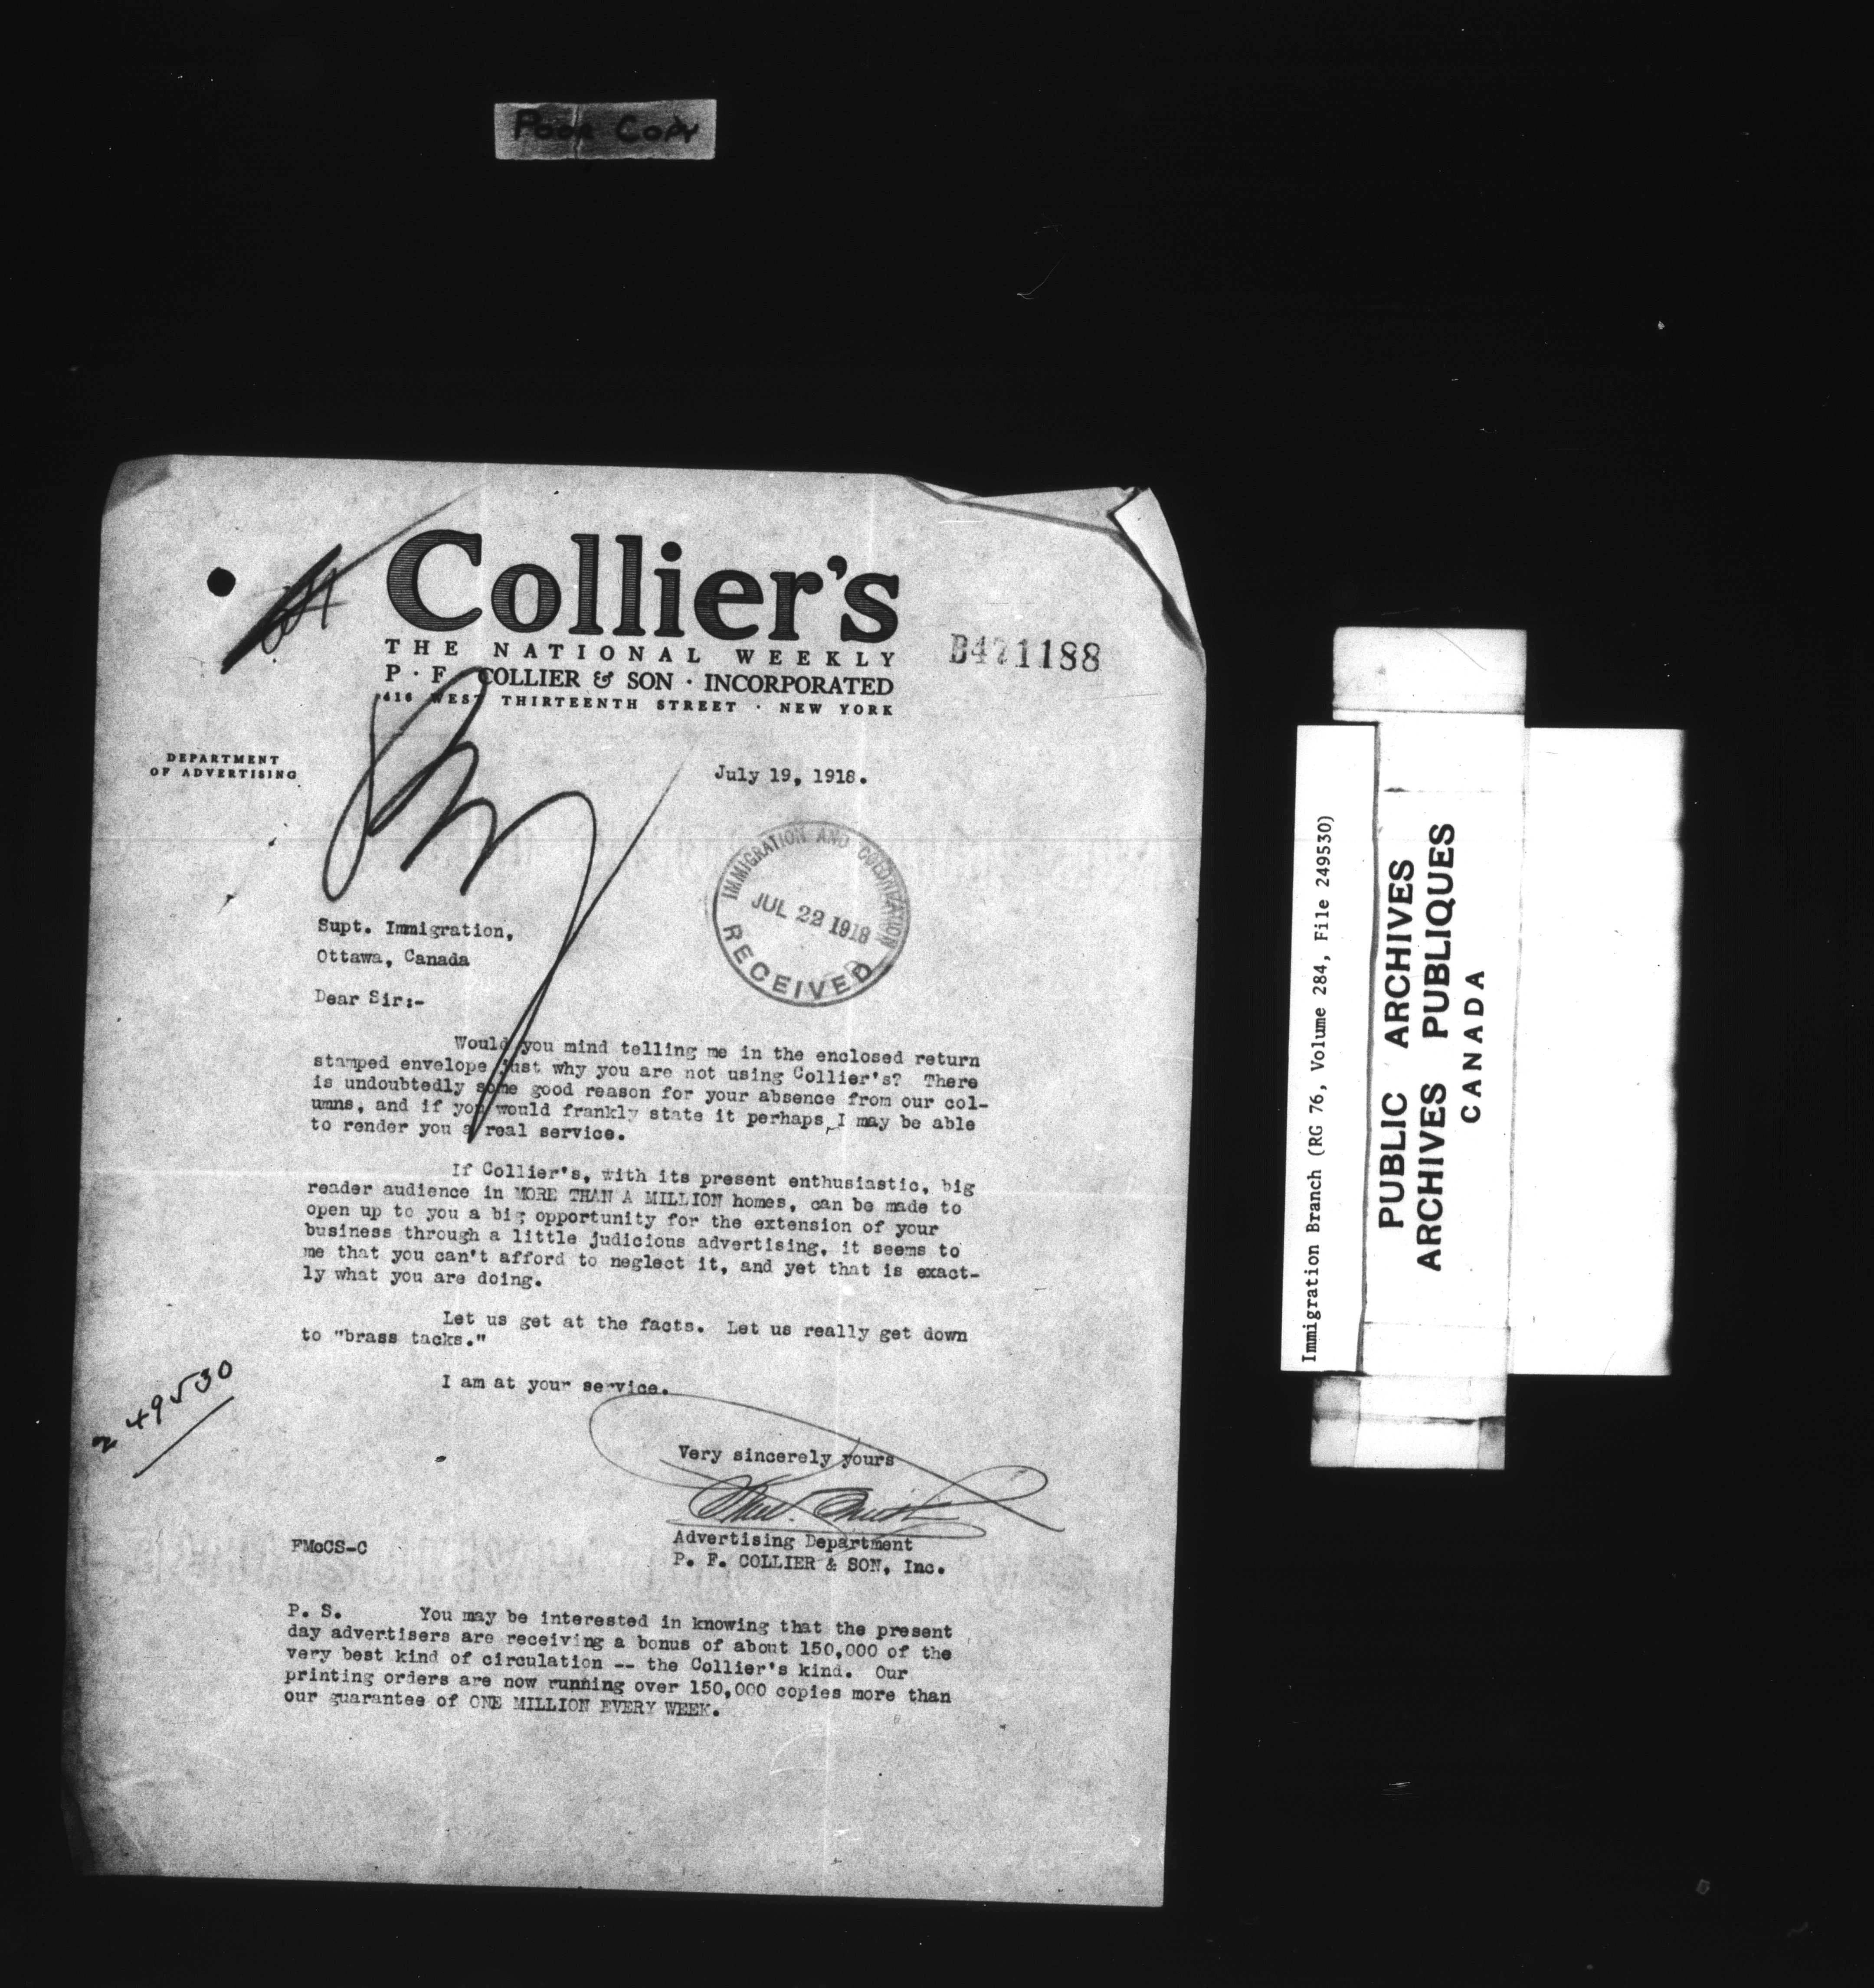 Poor Copy
Collier's
THE NATIONAL WEEKLY
P · F · COLLIER & SON · INCORPORATED
416 WEST THIRTEENTH STREET · NEW YORK
B471188
DEPARTMENT
OF ADVERTISING
July 19, 1918.
IMMIGRATION AND COLONIZATION
JUL 22 1918
RECEIVED
Supt. Immigration,
Ottawa, Canada
Dear Sir:-
Would you mind telling me in the enclosed return
stamped envelope just why you are not using Collier's? There
is undoubtedly some good reason for your absence from our col-
umns, and if you would frankly state it perhaps, I may be able
to render you a real service.
If Collier's, with its present enthusiastic, big
reader audience in MORE THAN A MILLION homes, can be made to
open up to you a big opportunity for the extension of your
business through a little judicious advertising, it seems to
me that you can't afford to neglect it, and yet that is exact-
ly what you are doing.
Let us get at the facts. Let us really get down
to "brass tacks."
I am at your service.
249530
Very sincerely yours
Advertising Department
FMcCS-C
P. F. COLLIER & SON, Inc.
P. S. You may be interested in knowing that the present
day advertisers are receiving a bonus of about 150,000 of the
very best kind of circulation -- the Collier's kind. Our
printing orders are now running over 150,000 copies more than
our guarantee of ONE MILLION EVERY WEEK.
Immigration Branch (RG 76, Volume 284, File 249530)
PUBLIC ARCHIVES
ARCHIVES PUBLIQUES
CANADA